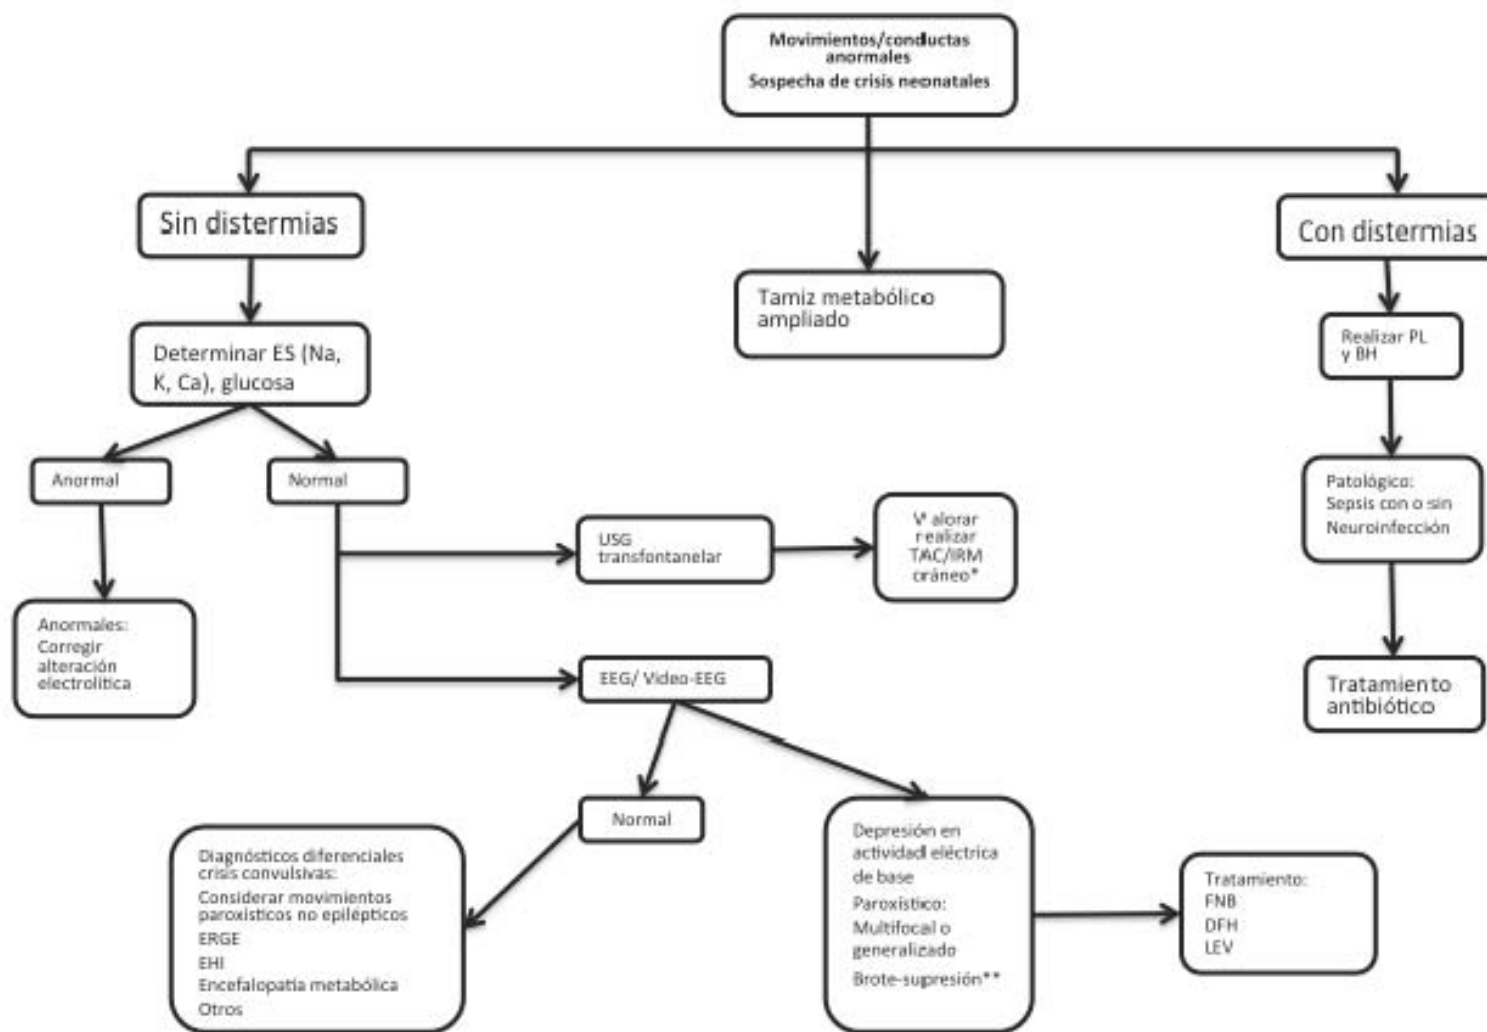 Movimientos/conductas
anormales
Sospecha de crisis neonatales
Sin distermias
Con distermias
Tamiz metabólico
ampliado
Determinar ES (Na,
K, Ca), glucosa
Realizar PL
y BH
Anormal
Normal
Patológico:
Sepsis con o sin
Neuroinfección
USG
transfontanelar
Valorar
realizar
TAC/IRM
cráneo*
Anormales:
Corregir
alteración
electrolítica
EEG/ Video-EEG
Tratamiento
antibiótico
Normal
Diagnósticos diferenciales
crisis convulsivas:
Considerar movimientos
paroxísticos no epilépticos
ERGE
EHI
Encefalopatía metabólica
Otros
Depresión en
actividad eléctrica
de base
Paroxístico:
Multifocal o
generalizado
Brote-supresión**
Tratamiento:
FNB
DFH
LEV